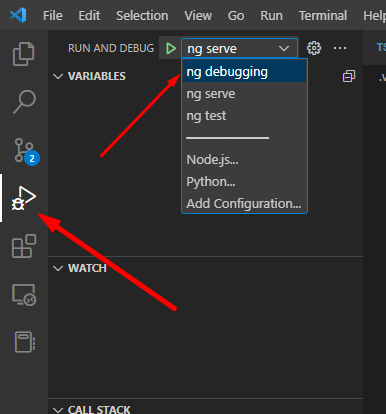 File Edit Selection View Go Run Terminal Help
RUN AND DEBUG ng serve
VARIABLES
ng debugging
ng serve
ng test
Node.js...
Python...
Add Configuration...
2
WATCH
CALL STACK